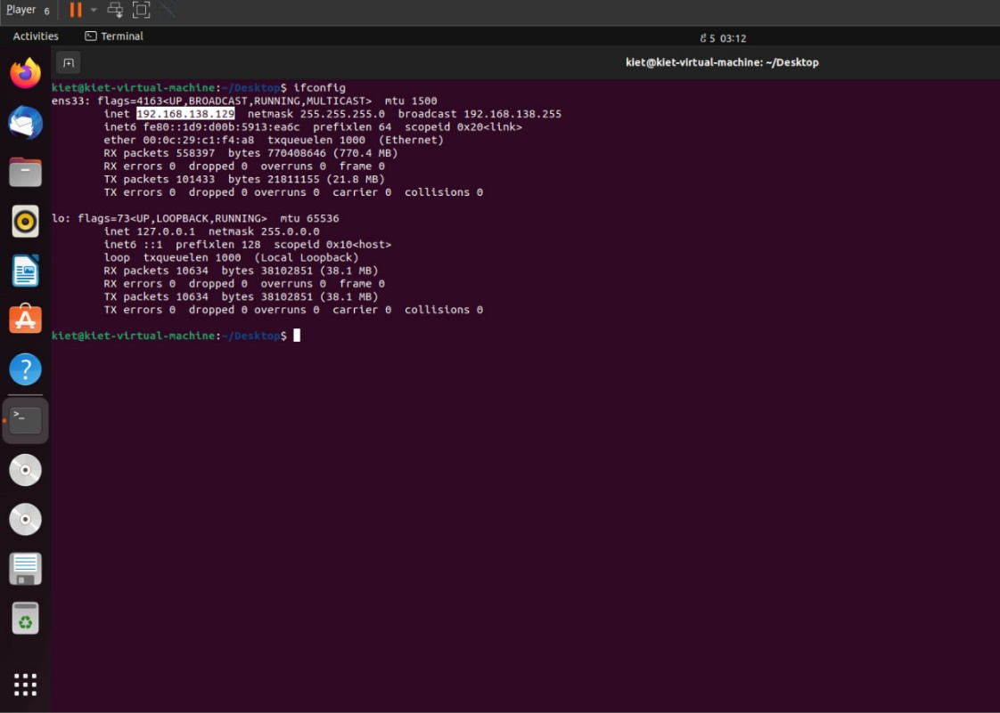 Player 6
Activities
Terminal
5 03:12
kiet@kiet-virtual-machine: ~/Desktop
kiet@kiet-virtual-machine:~/Desktop$ ifconfig
ens33: flags=4163<UP,BROADCAST,RUNNING,MULTICAST>  mtu 1500
        inet 192.168.138.129  netmask 255.255.255.0  broadcast 192.168.138.255
        inet6 fe80::1d9:d00b:5913:ea6c  prefixlen 64  scopeid 0x20<link>
        ether 00:0c:29:c1:f4:a8  txqueuelen 1000  (Ethernet)
        RX packets 558397  bytes 770408646 (770.4 MB)
        RX errors 0  dropped 0  overruns 0  frame 0
        TX packets 101433  bytes 21811155 (21.8 MB)
        TX errors 0  dropped 0 overruns 0  carrier 0  collisions 0
lo: flags=73<UP,LOOPBACK,RUNNING>  mtu 65536
        inet 127.0.0.1  netmask 255.0.0.0
        inet6 ::1  prefixlen 128  scopeid 0x10<host>
        loop  txqueuelen 1000  (Local Loopback)
        RX packets 10634  bytes 38102851 (38.1 MB)
        RX errors 0  dropped 0  overruns 0  frame 0
        TX packets 10634  bytes 38102851 (38.1 MB)
        TX errors 0  dropped 0 overruns 0  carrier 0  collisions 0
kiet@kiet-virtual-machine:~/Desktop$